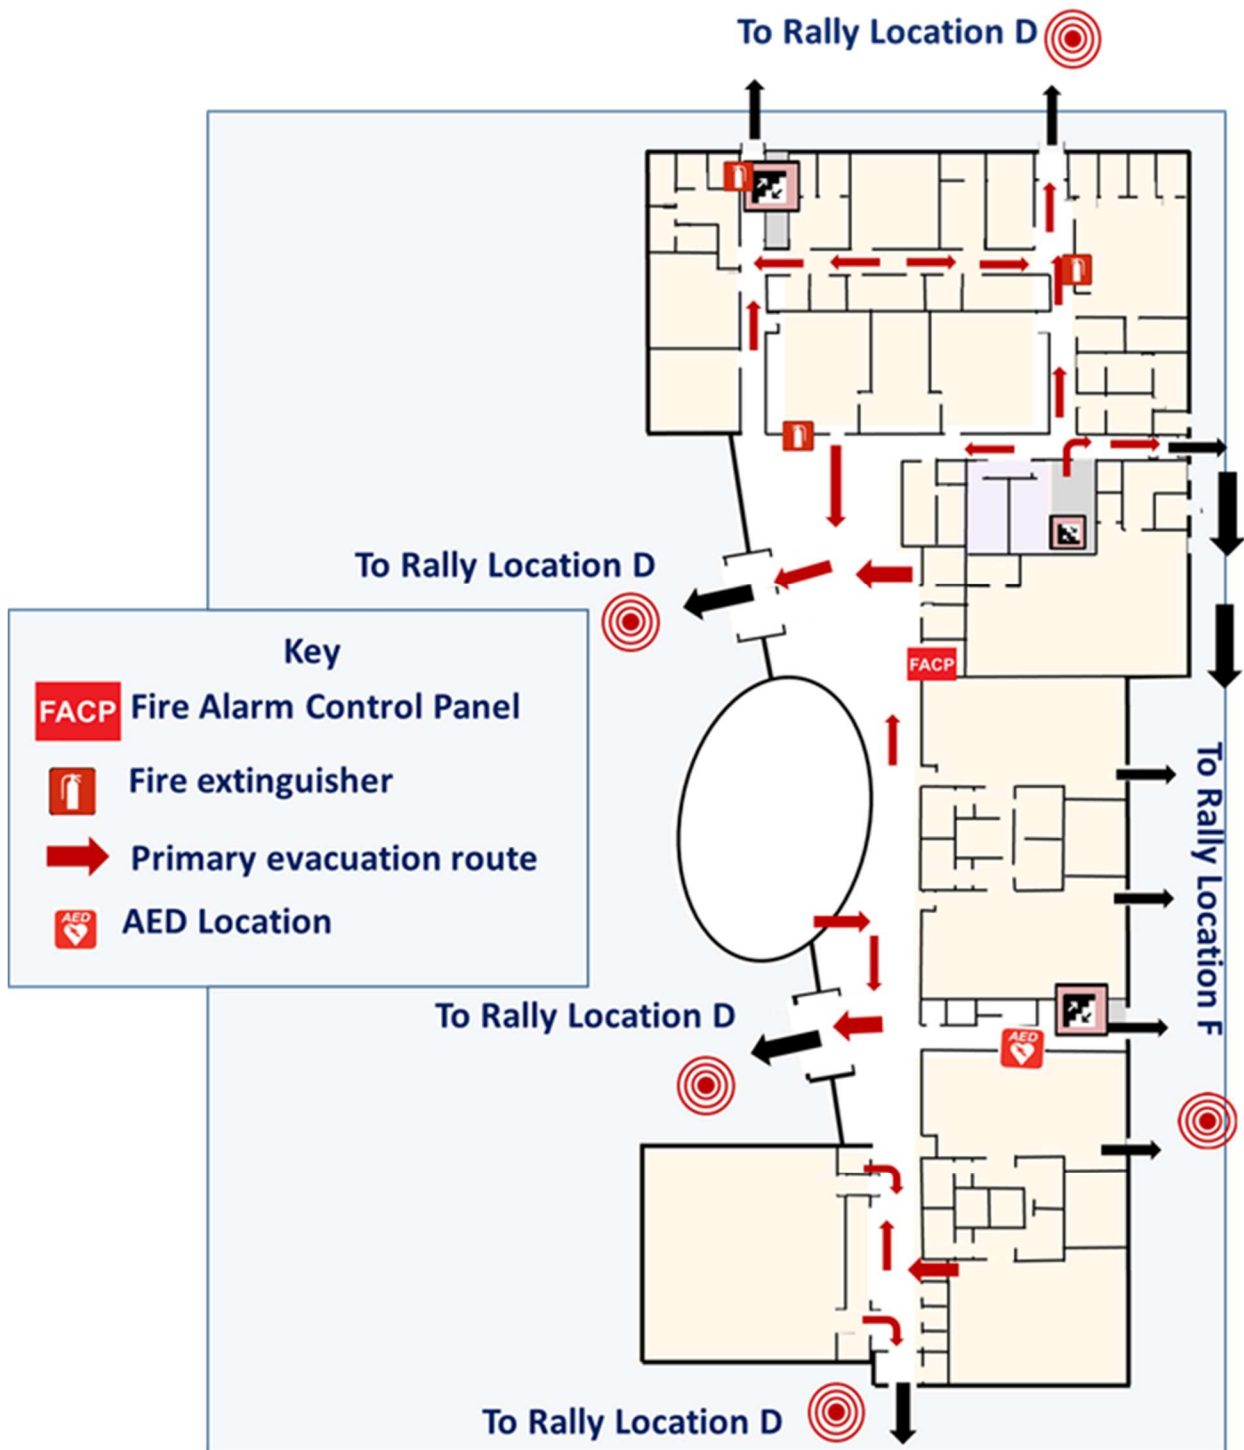 To Rally Location D
To Rally Location D
Key
FACP Fire Alarm Control Panel
Fire extinguisher
Primary evacuation route
AED AED Location
FACP
To Rally Location F
To Rally Location D
AED
To Rally Location D